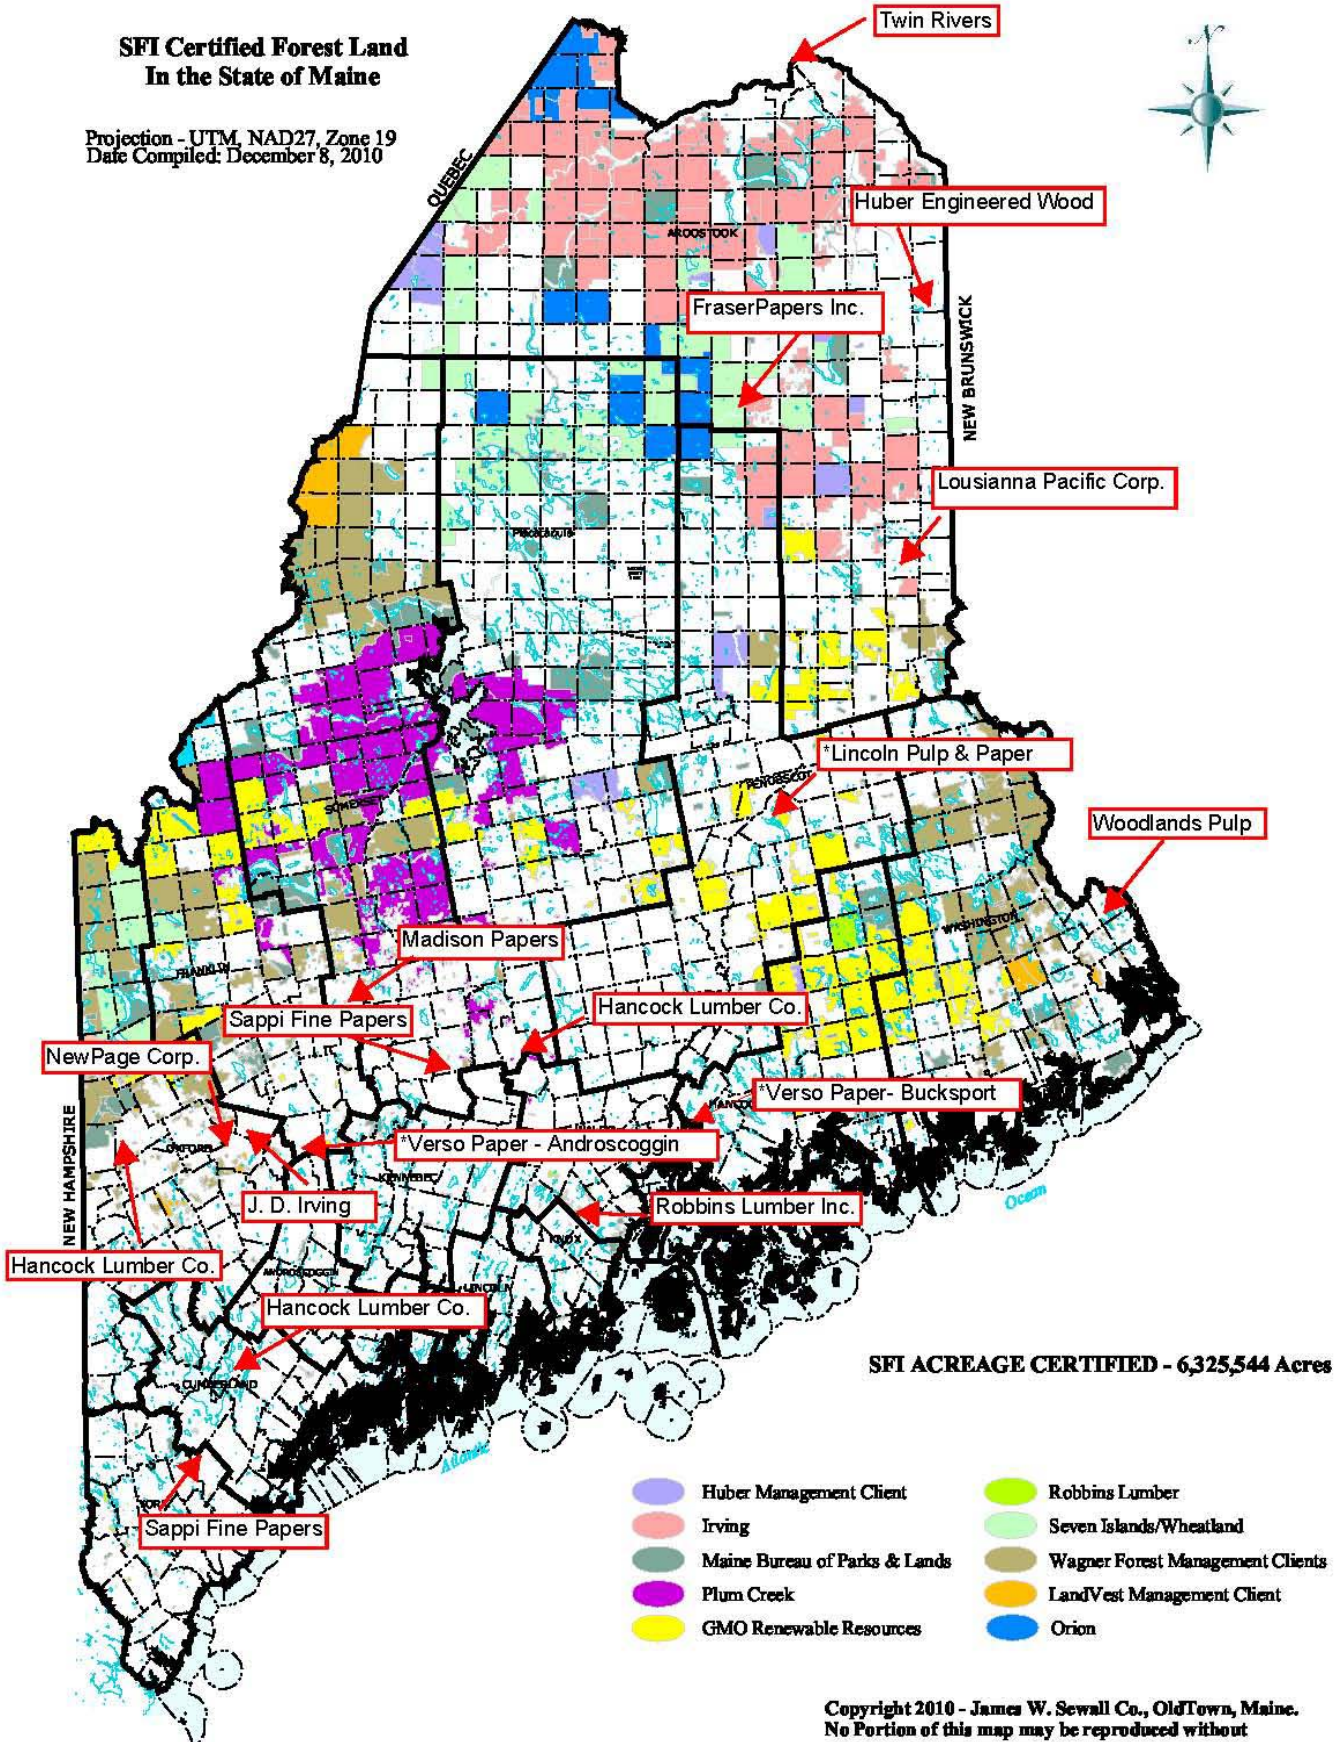 SFI Certified Forest Land
In the State of Maine
Projection - UTM, NAD27, Zone 19
Date Compiled: December 8, 2010
Twin Rivers
N
QUEBEC
Huber Engineered Wood
AROOSTOOK
FraserPapers Inc.
NEW BRUNSWICK
Lousianna Pacific Corp.
Piscataquis
*Lincoln Pulp & Paper
PENOBSCOT
SOMERSET
Woodlands Pulp
WASHINGTON
Madison Papers
FRANKLIN
Hancock Lumber Co.
Sappi Fine Papers
NewPage Corp.
*Verso Paper- Bucksport
HANCOCK
NEW HAMPSHIRE
OXFORD
*Verso Paper - Androscoggin
KENNEBEC
J. D. Irving
Robbins Lumber Inc.
Ocean
KNOX
Hancock Lumber Co.
ANDROSCOGGIN
LINCOLN
Hancock Lumber Co.
CUMBERLAND
SFI ACREAGE CERTIFIED - 6,325,544 Acres
Atlantic
YORK
Sappi Fine Papers
Huber Management Client
Irving
Maine Bureau of Parks & Lands
Plum Creek
GMO Renewable Resources
Robbins Lumber
Seven Islands/Wheatland
Wagner Forest Management Clients
LandVest Management Client
Orion
Copyright 2010 - James W. Sewall Co., OldTown, Maine.
No Portion of this map may be reproduced without